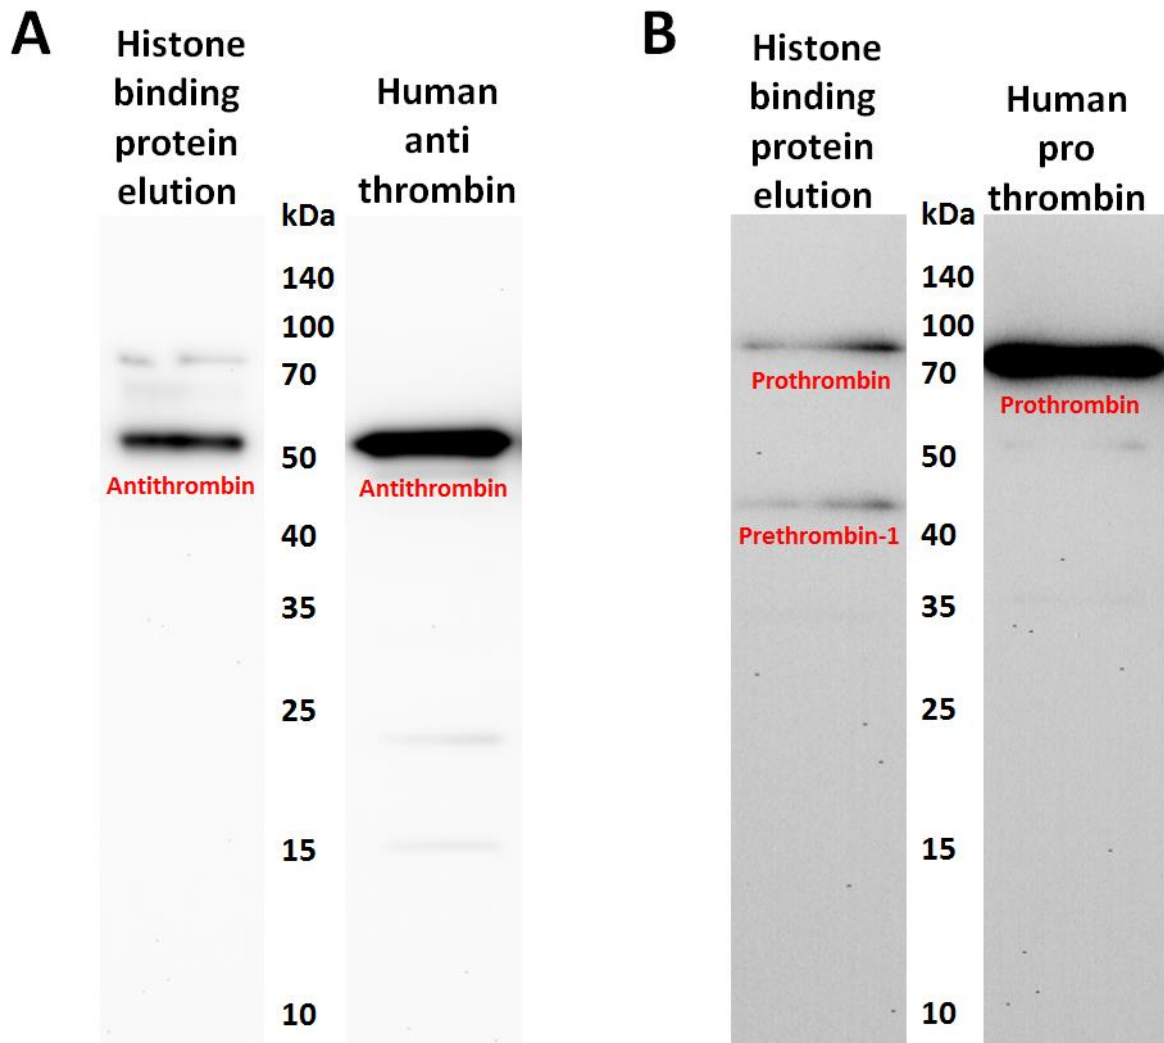 A
Histone
binding
protein
elution
Human
anti
thrombin
kDa
140
100
70
50
40
35
25
15
10
Antithrombin
Antithrombin
B
Histone
binding
protein
elution
Human
pro
thrombin
kDa
140
100
70
50
40
35
25
15
10
Prothrombin
Prethrombin-1
Prothrombin